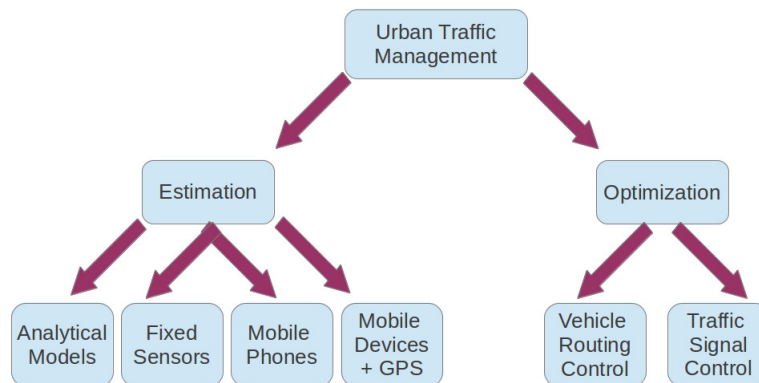 Urban Traffic
Management
Estimation
Optimization
Analytical
Models
Fixed
Sensors
Mobile
Phones
Mobile
Devices
+ GPS
Vehicle
Routing
Control
Traffic
Signal
Control